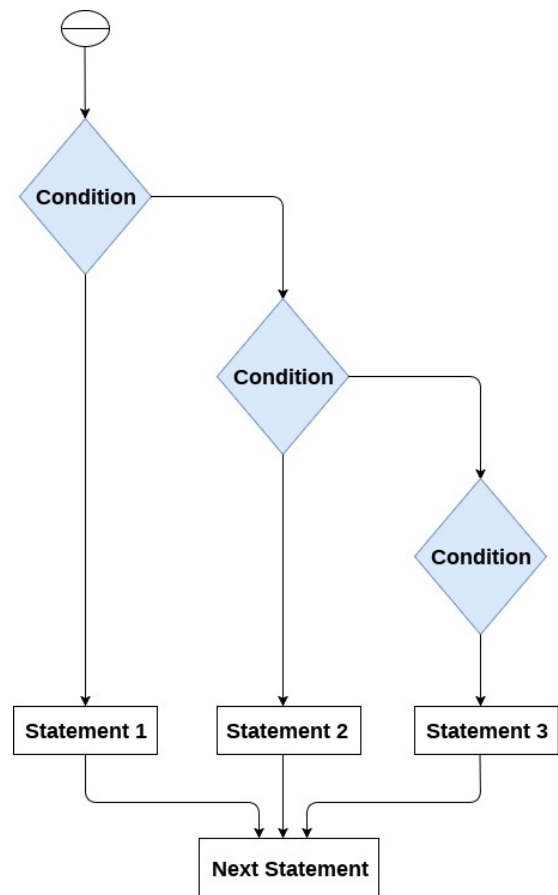 Condition
Condition
Condition
Statement 1
Statement 2
Statement 3
Next Statement